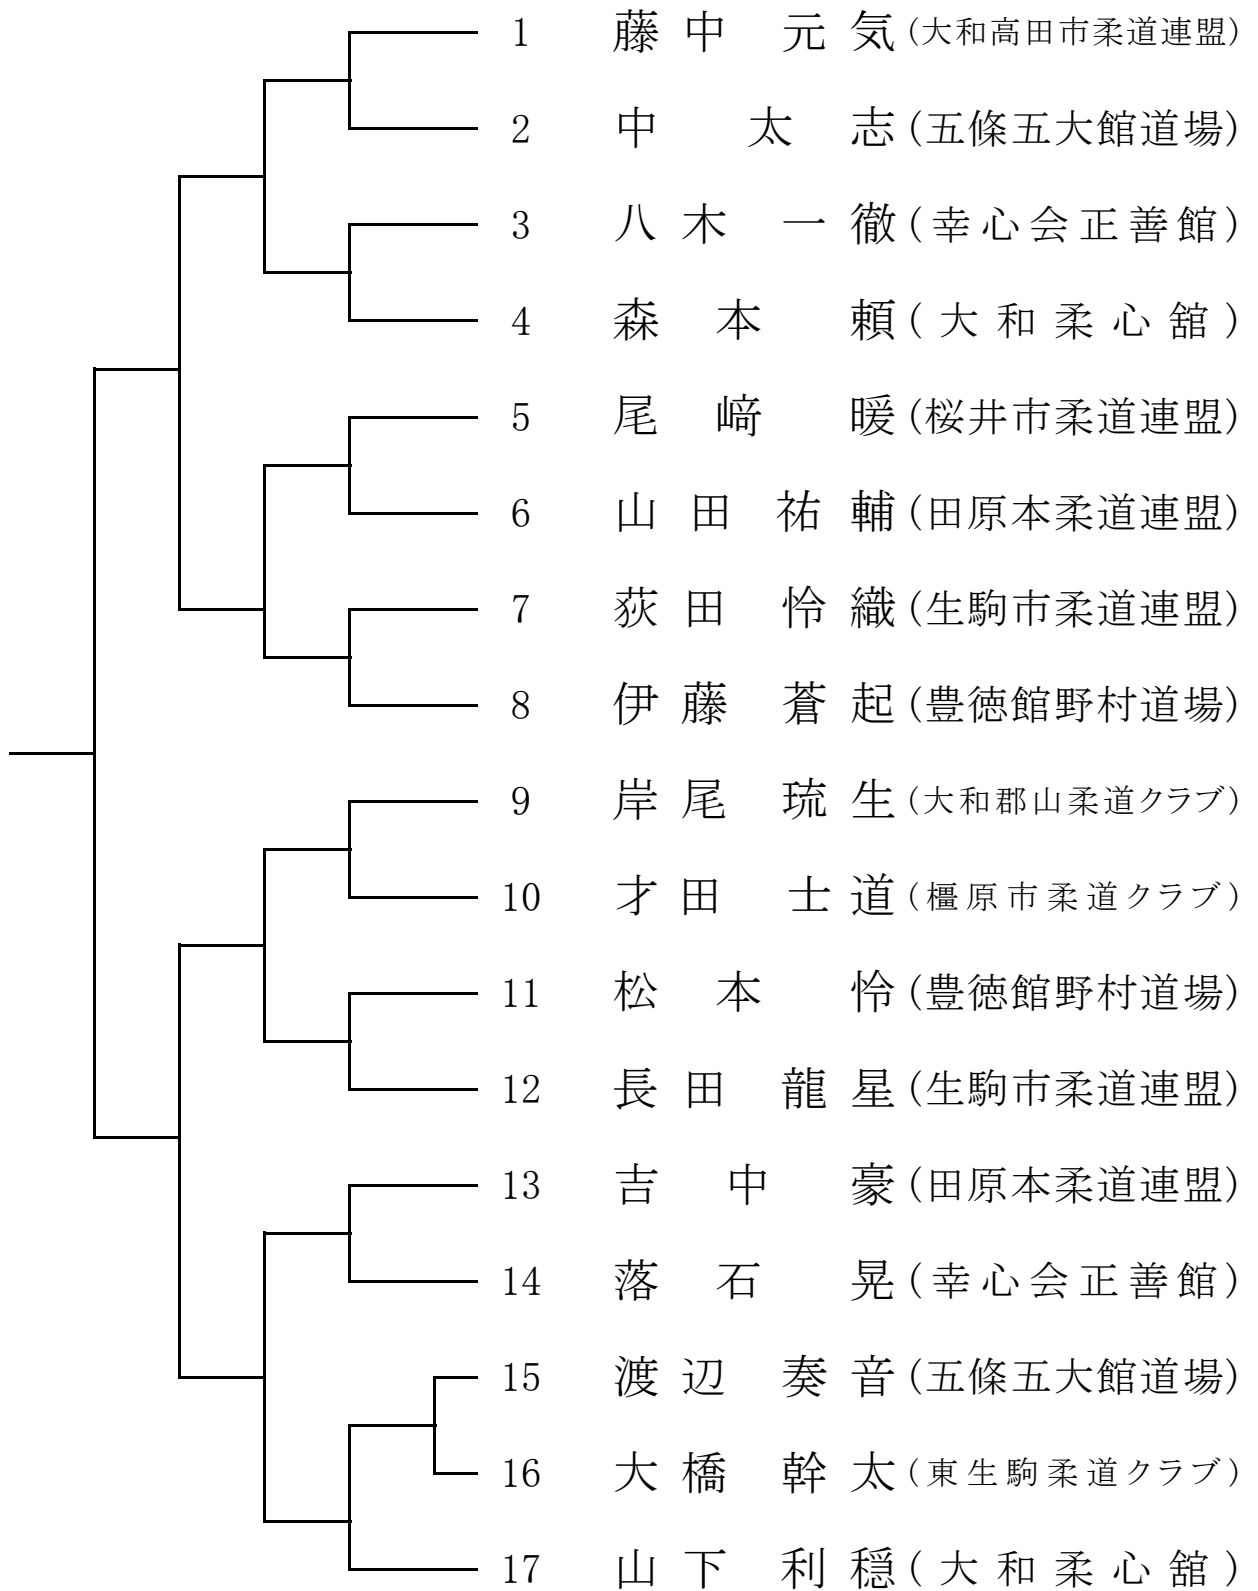 1 藤中 元気 (大和高田市柔道連盟)
2 中 太志 (五條五大館道場)
3 八木 一徹 (幸心会正善館)
4 森本 頼 (大和柔心舘)
5 尾﨑 暖 (桜井市柔道連盟)
6 山田 祐輔 (田原本柔道連盟)
7 荻田 怜織 (生駒市柔道連盟)
8 伊藤 蒼起 (豊徳館野村道場)
9 岸尾 琉生 (大和郡山柔道クラブ)
10 才田 士道 (橿原市柔道クラブ)
11 松本 怜 (豊徳館野村道場)
12 長田 龍星 (生駒市柔道連盟)
13 吉中 豪 (田原本柔道連盟)
14 落石 晃 (幸心会正善館)
15 渡辺 奏音 (五條五大館道場)
16 大橋 幹太 (東生駒柔道クラブ)
17 山下 利穏 (大和柔心舘)